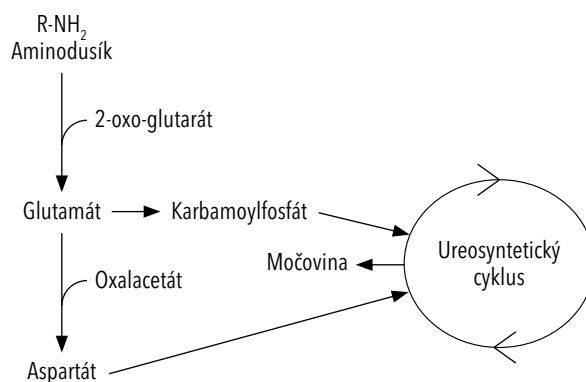 R-NH₂
Aminodusík
2-oxo-glutarát
Glutamát
Karbamoylfosfát
Močovina
Ureosyntetický
cyklus
Oxalacetát
Aspartát